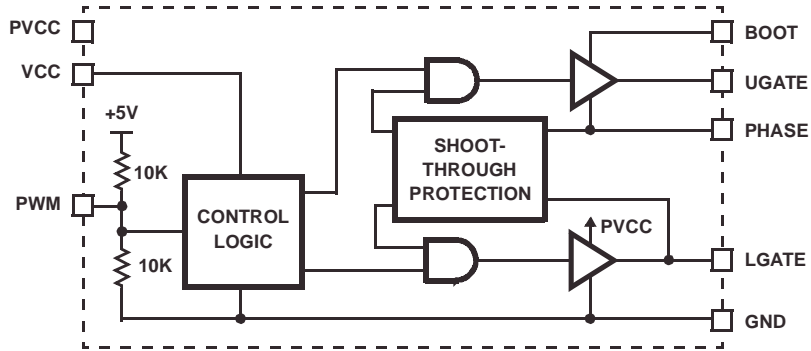 PVCC
BOOT
VCC
UGATE
+5V
10K
PHASE
SHOOT-
THROUGH
PROTECTION
PWM
CONTROL
LOGIC
PVCC
10K
LGATE
GND